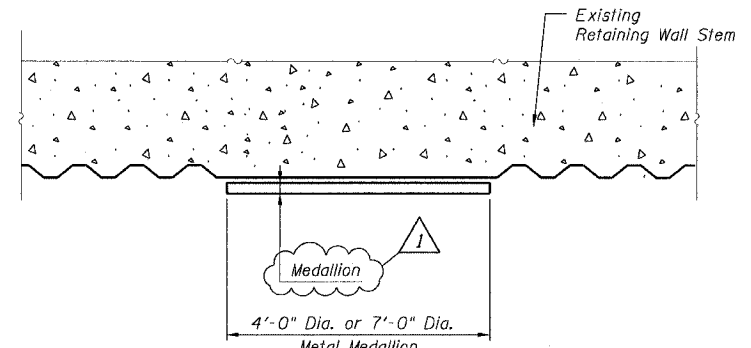 Existing
Retaining Wall Stem
1
Medallion
4'-0" Dia. or 7'-0" Dia.
Metal Medallion